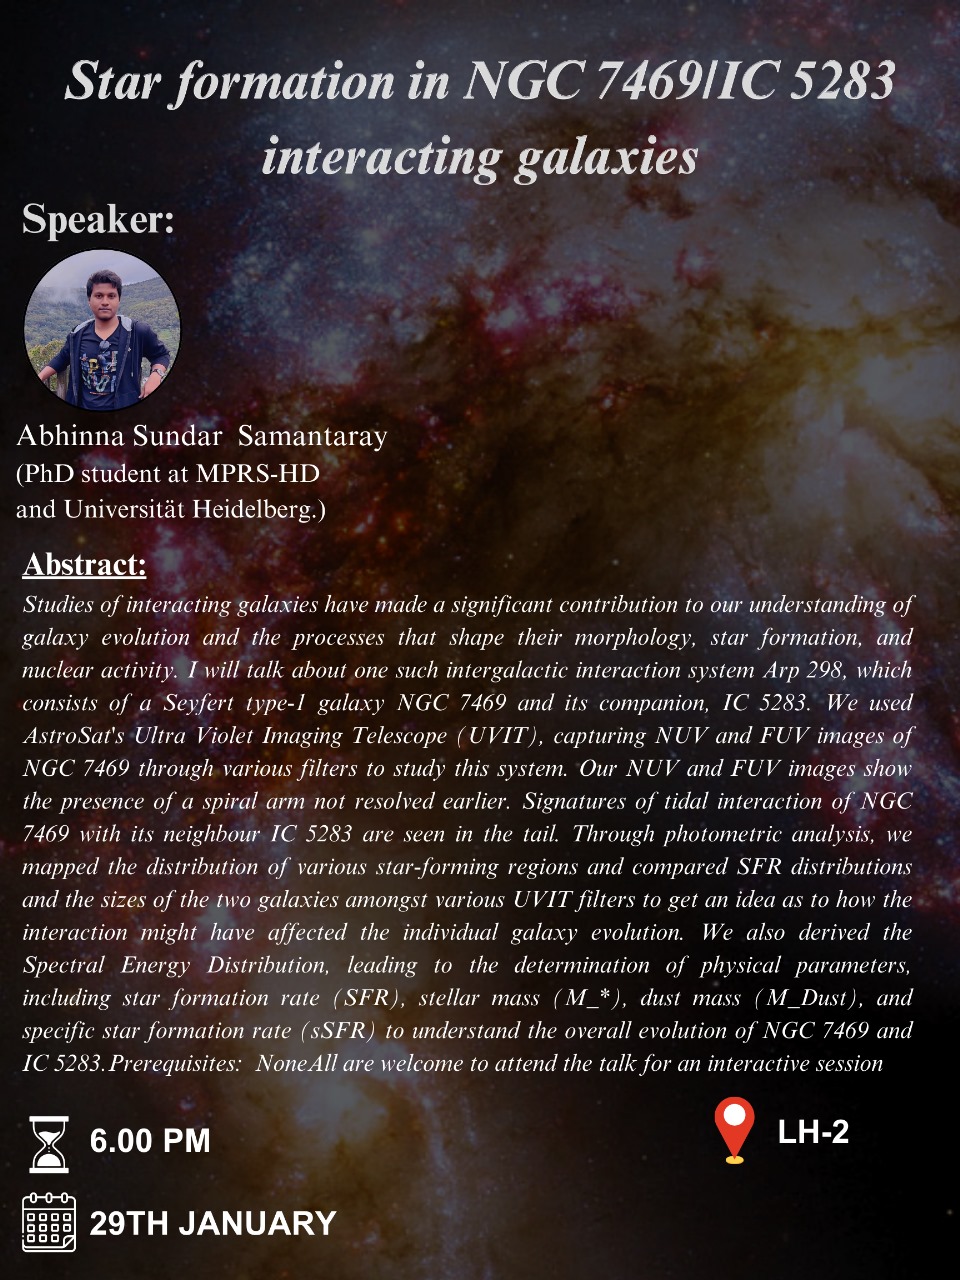 Star formation in NGC 7469/IC 5283
interacting galaxies
Speaker:
Abhinna Sundar Samantaray
(PhD student at MPRS-HD
and Universität Heidelberg.)
Abstract:
Studies of interacting galaxies have made a significant contribution to our understanding of
galaxy evolution and the processes that shape their morphology, star formation, and
nuclear activity. I will talk about one such intergalactic interaction system Arp 298, which
consists of a Seyfert type-1 galaxy NGC 7469 and its companion, IC 5283. We used
AstroSat's Ultra Violet Imaging Telescope (UVIT), capturing NUV and FUV images of
NGC 7469 through various filters to study this system. Our NUV and FUV images show
the presence of a spiral arm not resolved earlier. Signatures of tidal interaction of NGC
7469 with its neighbour IC 5283 are seen in the tail. Through photometric analysis, we
mapped the distribution of various star-forming regions and compared SFR distributions
and the sizes of the two galaxies amongst various UVIT filters to get an idea as to how the
interaction might have affected the individual galaxy evolution. We also derived the
Spectral Energy Distribution, leading to the determination of physical parameters,
including star formation rate (SFR), stellar mass (M_*), dust mass (M_Dust), and
specific star formation rate (sSFR) to understand the overall evolution of NGC 7469 and
IC 5283.Prerequisites: NoneAll are welcome to attend the talk for an interactive session
6.00 PM
LH-2
29TH JANUARY